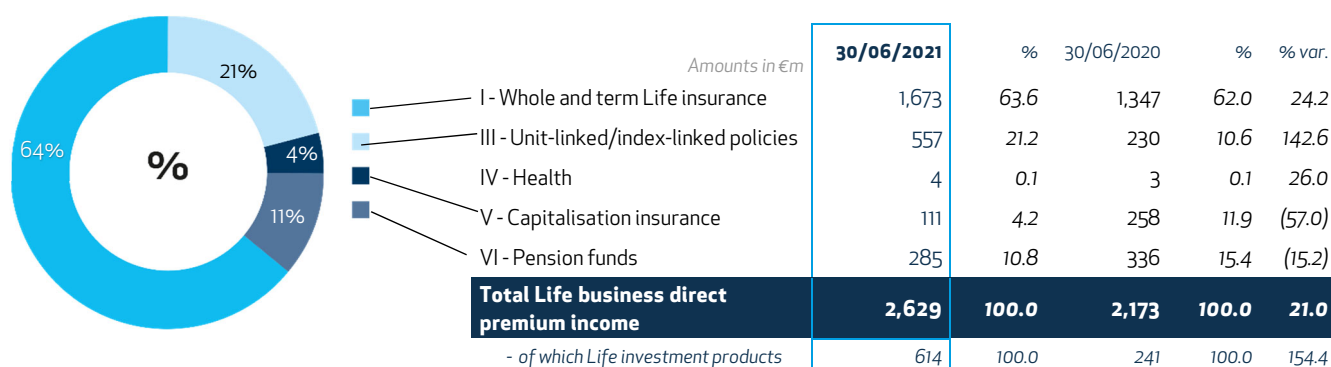 21%
64%
%
4%
11%
Amounts in €m 30/06/2021 % 30/06/2020 % % var.
I - Whole and term Life insurance 1,673 63.6 1,347 62.0 24.2
III - Unit-linked/index-linked policies 557 21.2 230 10.6 142.6
IV - Health 4 0.1 3 0.1 26.0
V - Capitalisation insurance 111 4.2 258 11.9 (57.0)
VI - Pension funds 285 10.8 336 15.4 (15.2)
Total Life business direct
premium income 2,629 100.0 2,173 100.0 21.0
- of which Life investment products 614 100.0 241 100.0 154.4